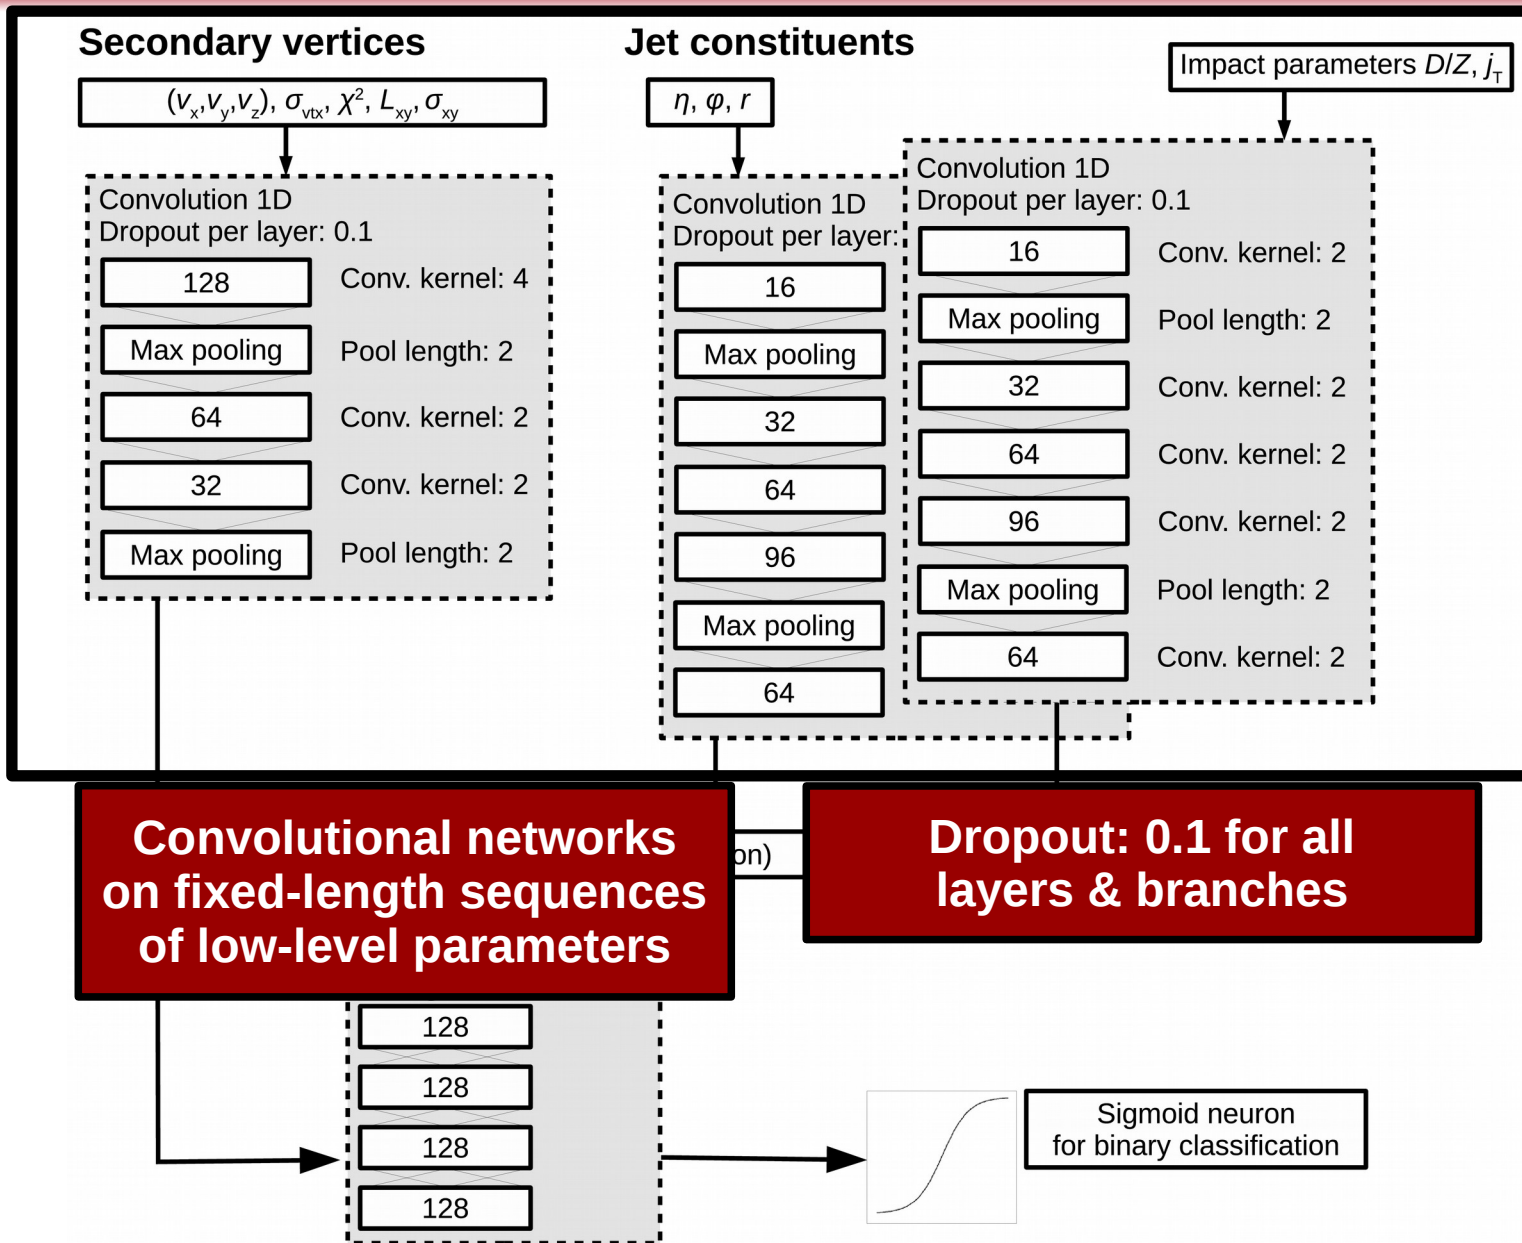 Secondary vertices
(vx,vy,vz), σvtx, χ², Lxy, σxy
Convolution 1D
Dropout per layer: 0.1
128 Conv. kernel: 4
Max pooling Pool length: 2
64 Conv. kernel: 2
32 Conv. kernel: 2
Max pooling Pool length: 2
Jet constituents
η, φ, r
Convolution 1D
Dropout per layer:
16
Max pooling
32
64
96
Max pooling
64
Impact parameters D/Z, jT
Convolution 1D
Dropout per layer: 0.1
16 Conv. kernel: 2
Max pooling Pool length: 2
32 Conv. kernel: 2
64 Conv. kernel: 2
96 Conv. kernel: 2
Max pooling Pool length: 2
64 Conv. kernel: 2
Convolutional networks
on fixed-length sequences
of low-level parameters
on)
Dropout: 0.1 for all
layers & branches
128
128
128
128
Sigmoid neuron
for binary classification